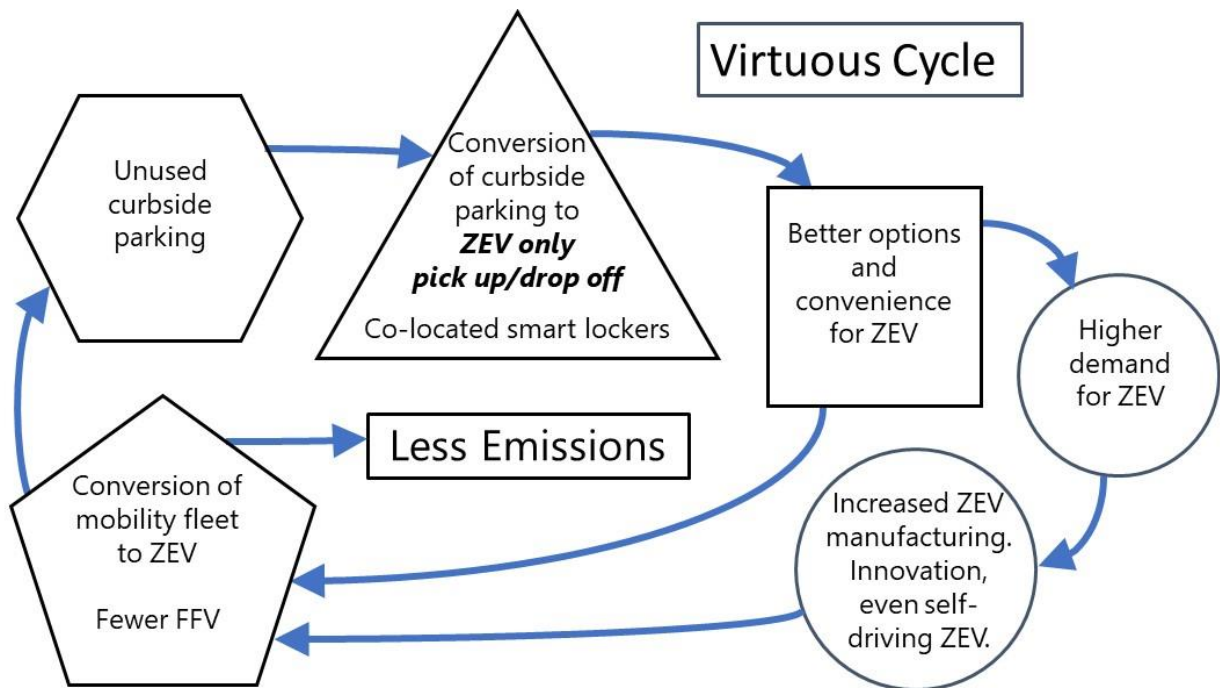 Virtuous Cycle
Unused
curbside
parking
Conversion
of curbside
parking to
ZEV only
pick up/drop off
Co-located smart lockers
Better options
and
convenience
for ZEV
Higher
demand
for ZEV
Increased ZEV
manufacturing.
Innovation,
even self-
driving ZEV.
Conversion of
mobility fleet
to ZEV
Fewer FFV
Less Emissions